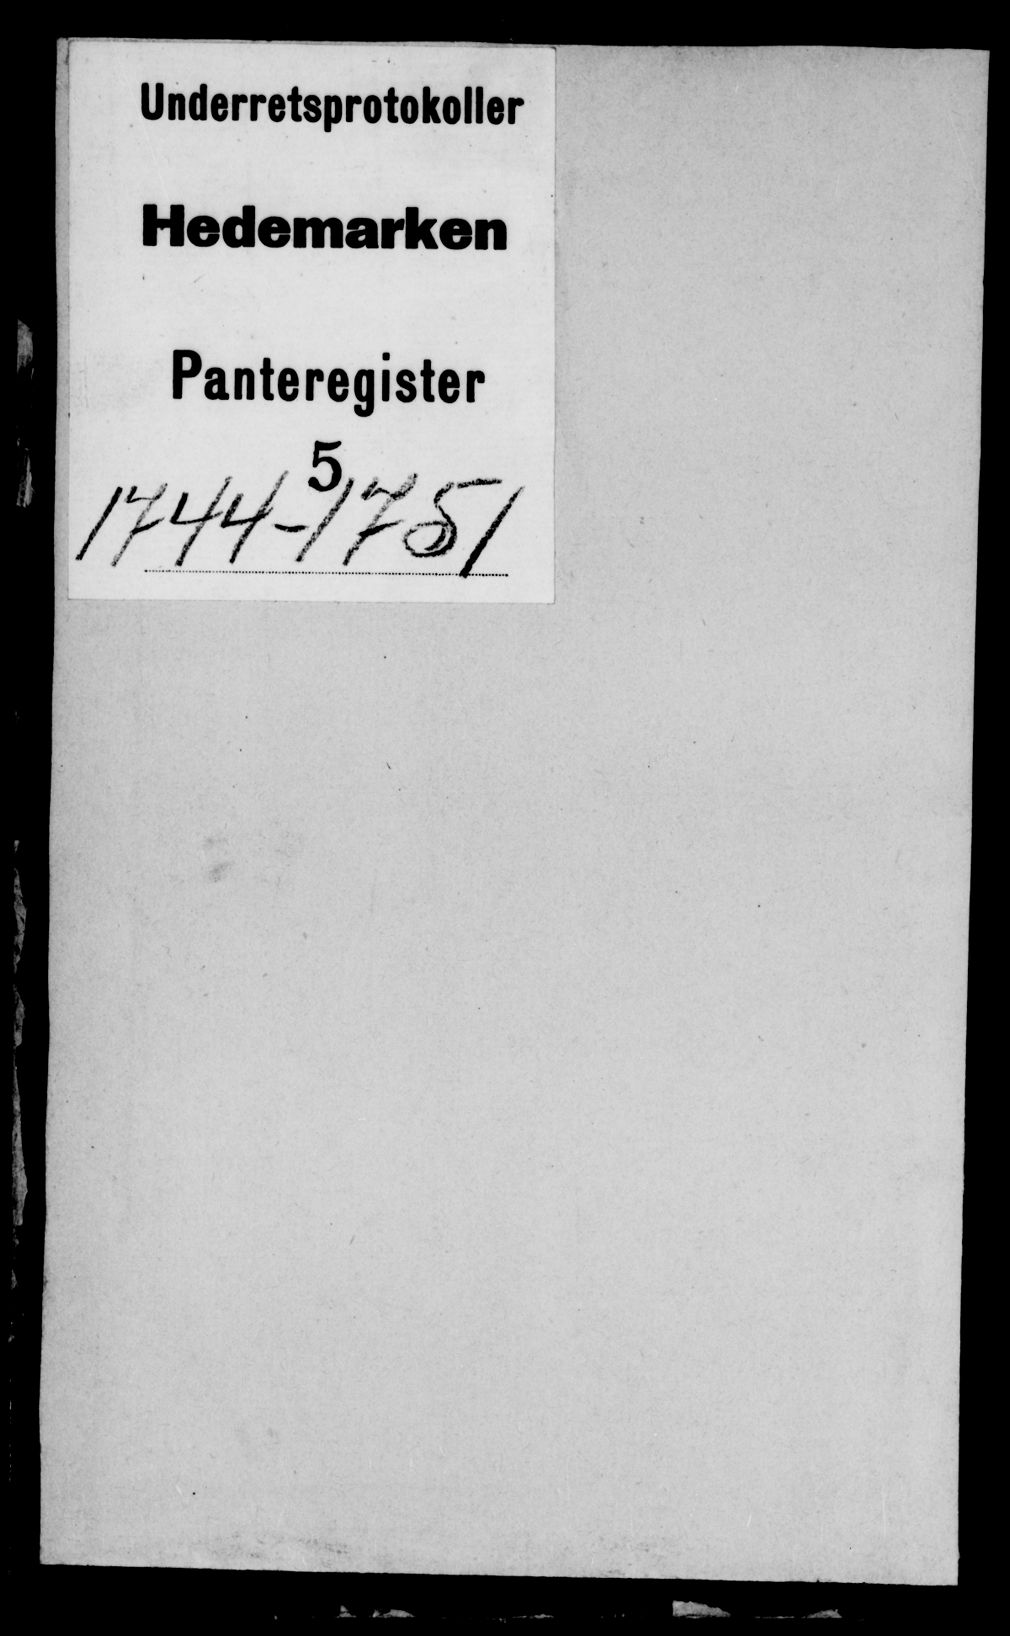 Underretsprotokoller
Hedemarken
Panteregister
5
1744-1751